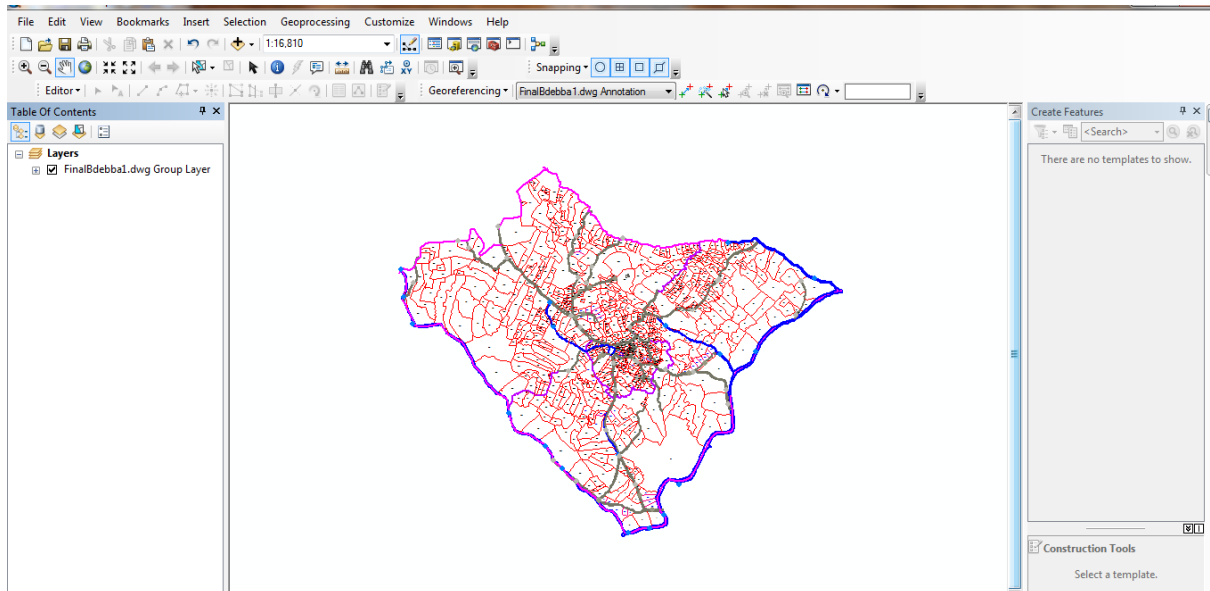 File Edit View Bookmarks Insert Selection Geoprocessing Customize Windows Help
1:16,810
Snapping
Editor Georeferencing FinalBdebba1.dwg Annotation
Table Of Contents
Layers
FinalBdebba1.dwg Group Layer
Create Features
<Search>
There are no templates to show.
Construction Tools
Select a template.